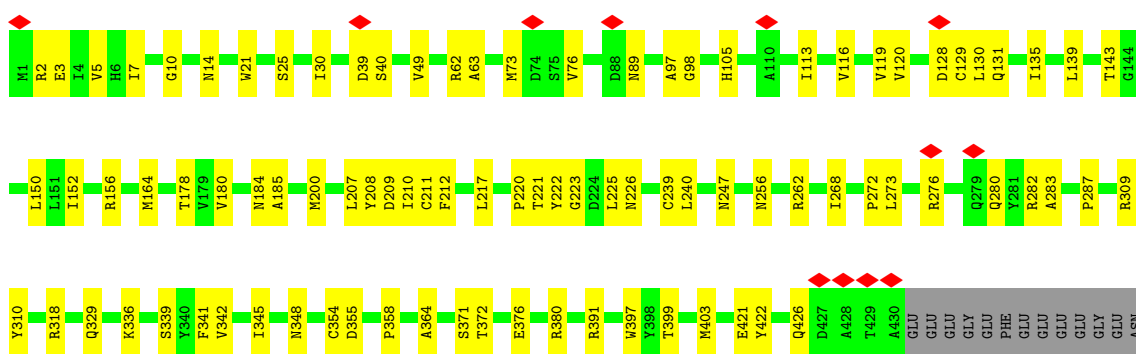 M1 R2 E3 I4 V5 H6 I7 G10 N14 W21 S25 I30 D39 S40 V49 R62 A63 M73 D74 S75 V76 D88 N89 A97 G98 H105 A110 I113 V116 V119 V120 D128 C129 L130 Q131 I135 L139 T143 G144
L150 L151 I152 R156 M164 T178 V179 V180 N184 A185 M200 L207 Y208 D209 I210 C211 F212 L217 P220 T221 Y222 G223 D224 L225 N226 C239 L240 N247 N256 R262 I268 P272 L273 R276 Q279 Q280 Y281 R282 A283 P287 R309
Y310 R318 Q329 K336 S339 Y340 F341 V342 I345 N348 C354 D355 P358 A364 S371 T372 E376 R380 R391 W397 Y398 T399 M403 E421 Y422 Q426 D427 A428 T429 A430 GLU GLU GLU GLY GLU PHE GLU GLU GLU GLU GLY GLU ASN